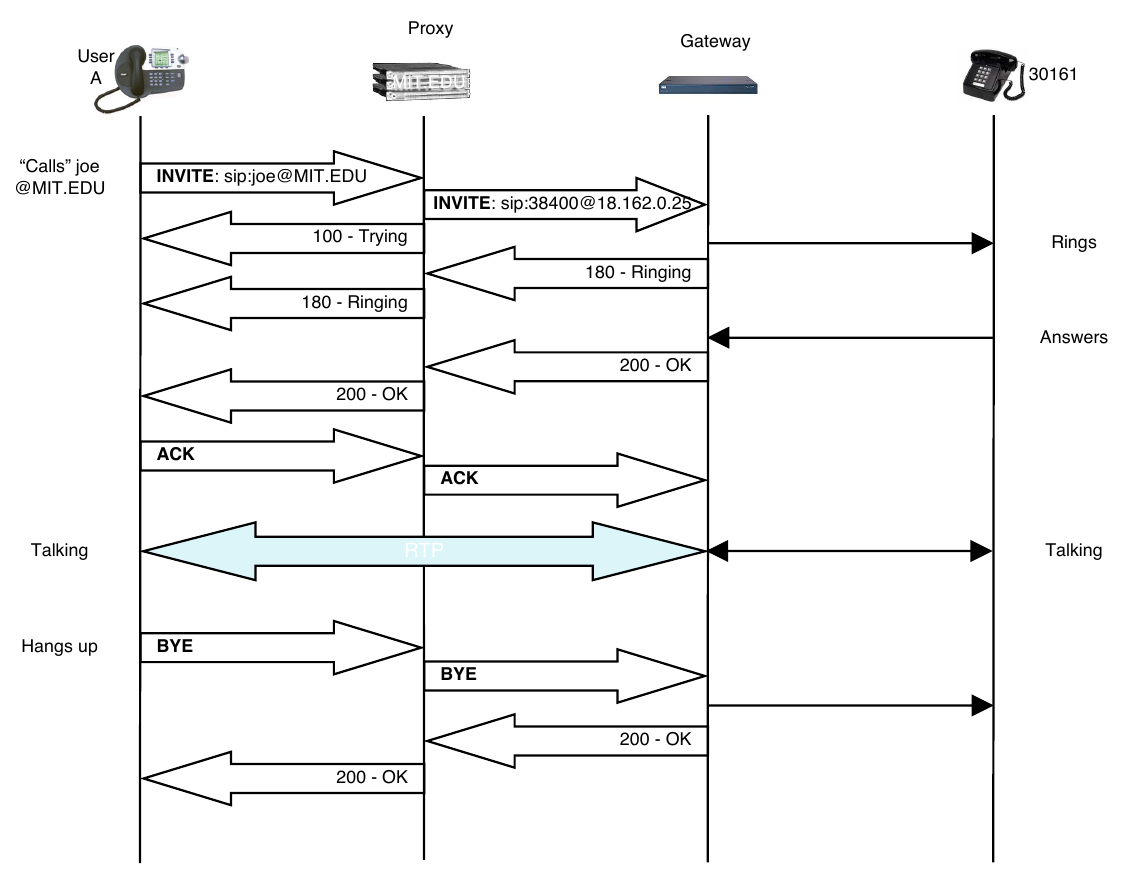 Proxy
Gateway
User
A
MIT.EDU
30161
“Calls” joe
@MIT.EDU
INVITE: sip:joe@MIT.EDU
INVITE: sip:38400@18.162.0.25
100 - Trying
Rings
180 - Ringing
180 - Ringing
Answers
200 - OK
200 - OK
ACK
ACK
Talking
RTP
Talking
Hangs up
BYE
BYE
200 - OK
200 - OK